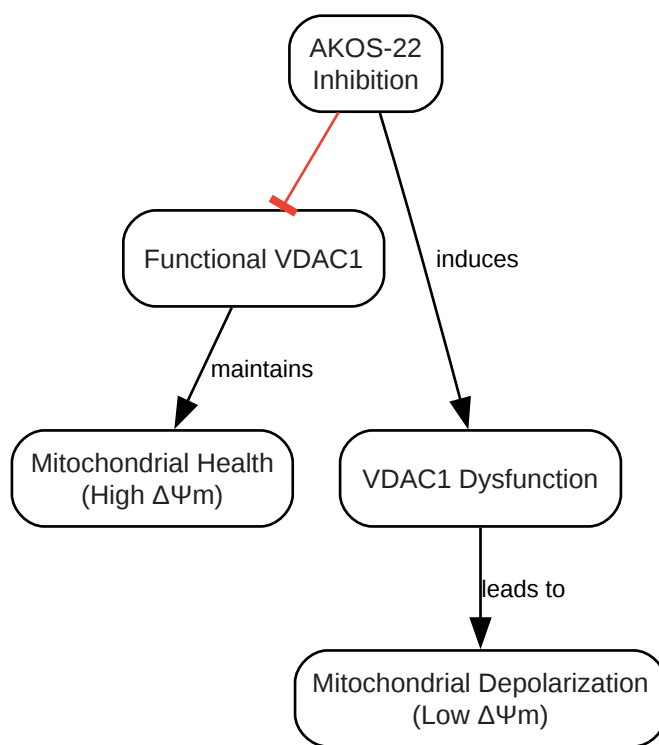 AKOS-22
Inhibition
Functional VDAC1
induces
maintains
Mitochondrial Health
(High ΔΨm)
VDAC1 Dysfunction
leads to
Mitochondrial Depolarization
(Low ΔΨm)